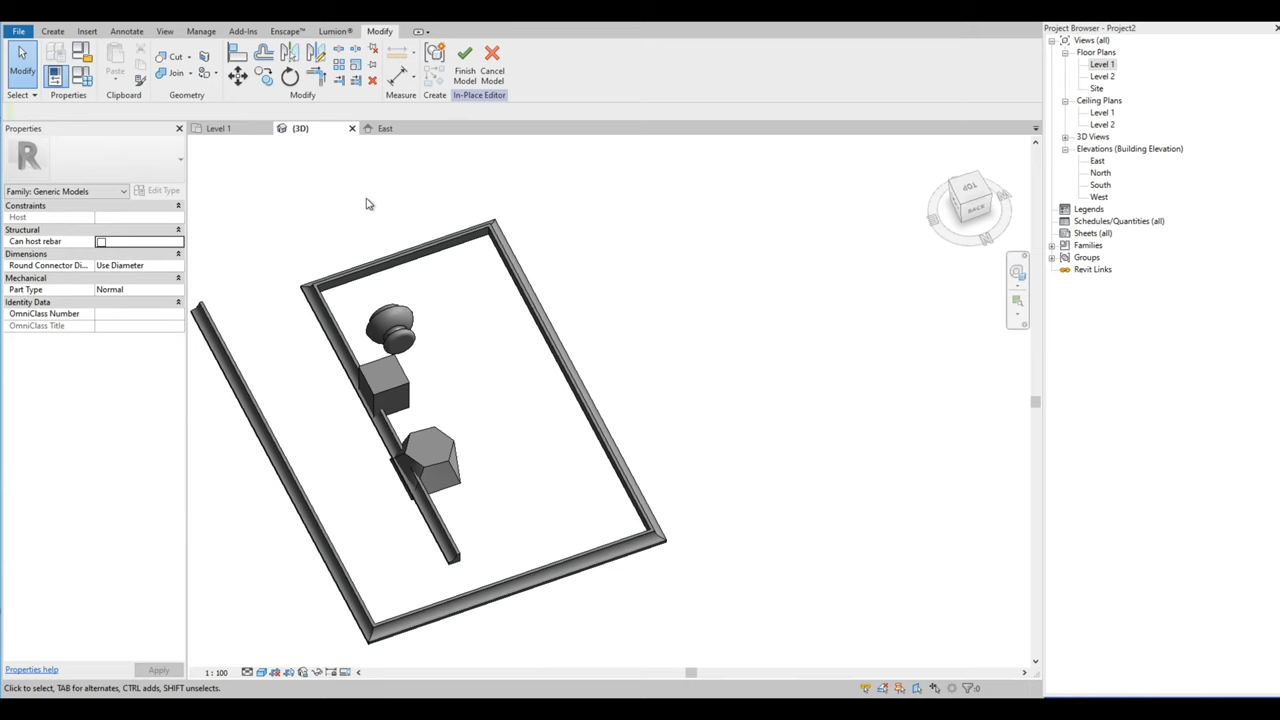 Project Browser - Project2
File Create Insert Annotate View Manage Add-Ins Enscape™ Lumion® Modify
Modify
Paste
Cut
Join
Finish Model
Cancel Model
Select Properties Clipboard Geometry Modify Measure Create In-Place Editor
Properties
Level 1
(3D)
East
R
Family: Generic Models
Edit Type
Constraints
Host
Structural
Can host rebar
Dimensions
Round Connector Di... Use Diameter
Mechanical
Part Type Normal
Identity Data
OmniClass Number
OmniClass Title
TOP
BACK
Views (all)
Floor Plans
Level 1
Level 2
Site
Ceiling Plans
Level 1
Level 2
3D Views
Elevations (Building Elevation)
East
North
South
West
Legends
Schedules/Quantities (all)
Sheets (all)
Families
Groups
Revit Links
Properties help
Apply
1 : 100
Click to select, TAB for alternates, CTRL adds, SHIFT unselects.
:0